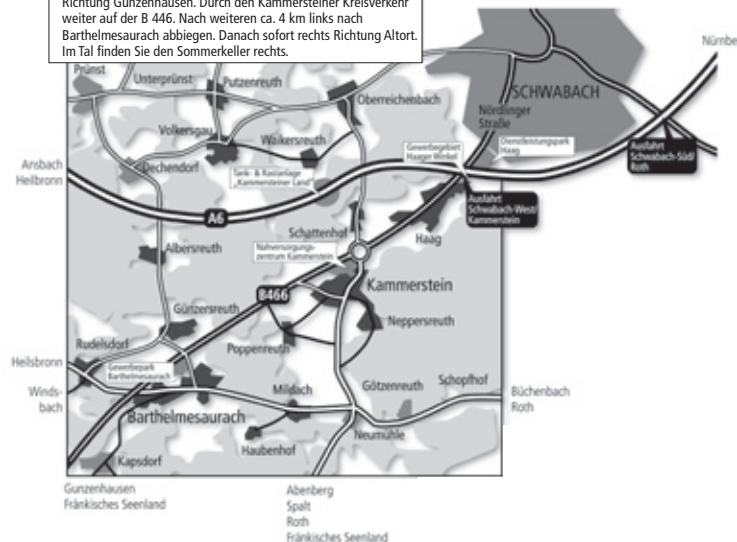 Richtung Gunzenhausen. Durch den Kammersteiner Kreisverkehr
weiter auf der B 446. Nach weiteren ca. 4 km links nach
Barthelmesaurach abbiegen. Danach sofort rechts Richtung Altort.
Im Tal finden Sie den Sommerkeller rechts.
Nürnbe
Prünst
Unterprünst
Putzenreuth
Oberreichenbach
SCHWABACH
Nördlinger
Straße
Volkersgau
Waikersreuth
Gewerbegebiet
Haager Winkel
Dienstleistungspark
Haag
Ausfahrt
Schwabach-Süd/
Roth
Ansbach
Heilbronn
Dechendorf
Tank- & Rastanlage
„Kammersteiner Land"
Ausfahrt
Schwabach-West/
Kammerstein
A6
Schattenhof
Haag
Albersreuth
Nahversorgungs-
zentrum Kammerstein
Kammerstein
B466
Günzersreuth
Neppersreuth
Rudelsdorf
Poppenreuth
Heilsbronn
Gewerbepark
Barthelmesaurach
Winds-
bach
Mildach
Götzenreuth
Schopfhof
Büchenbach
Roth
Barthelmesaurach
Haubenhof
Neumühle
Kapsdorf
Gunzenhausen
Fränkisches Seenland
Abenberg
Spalt
Roth
Fränkisches Seenland